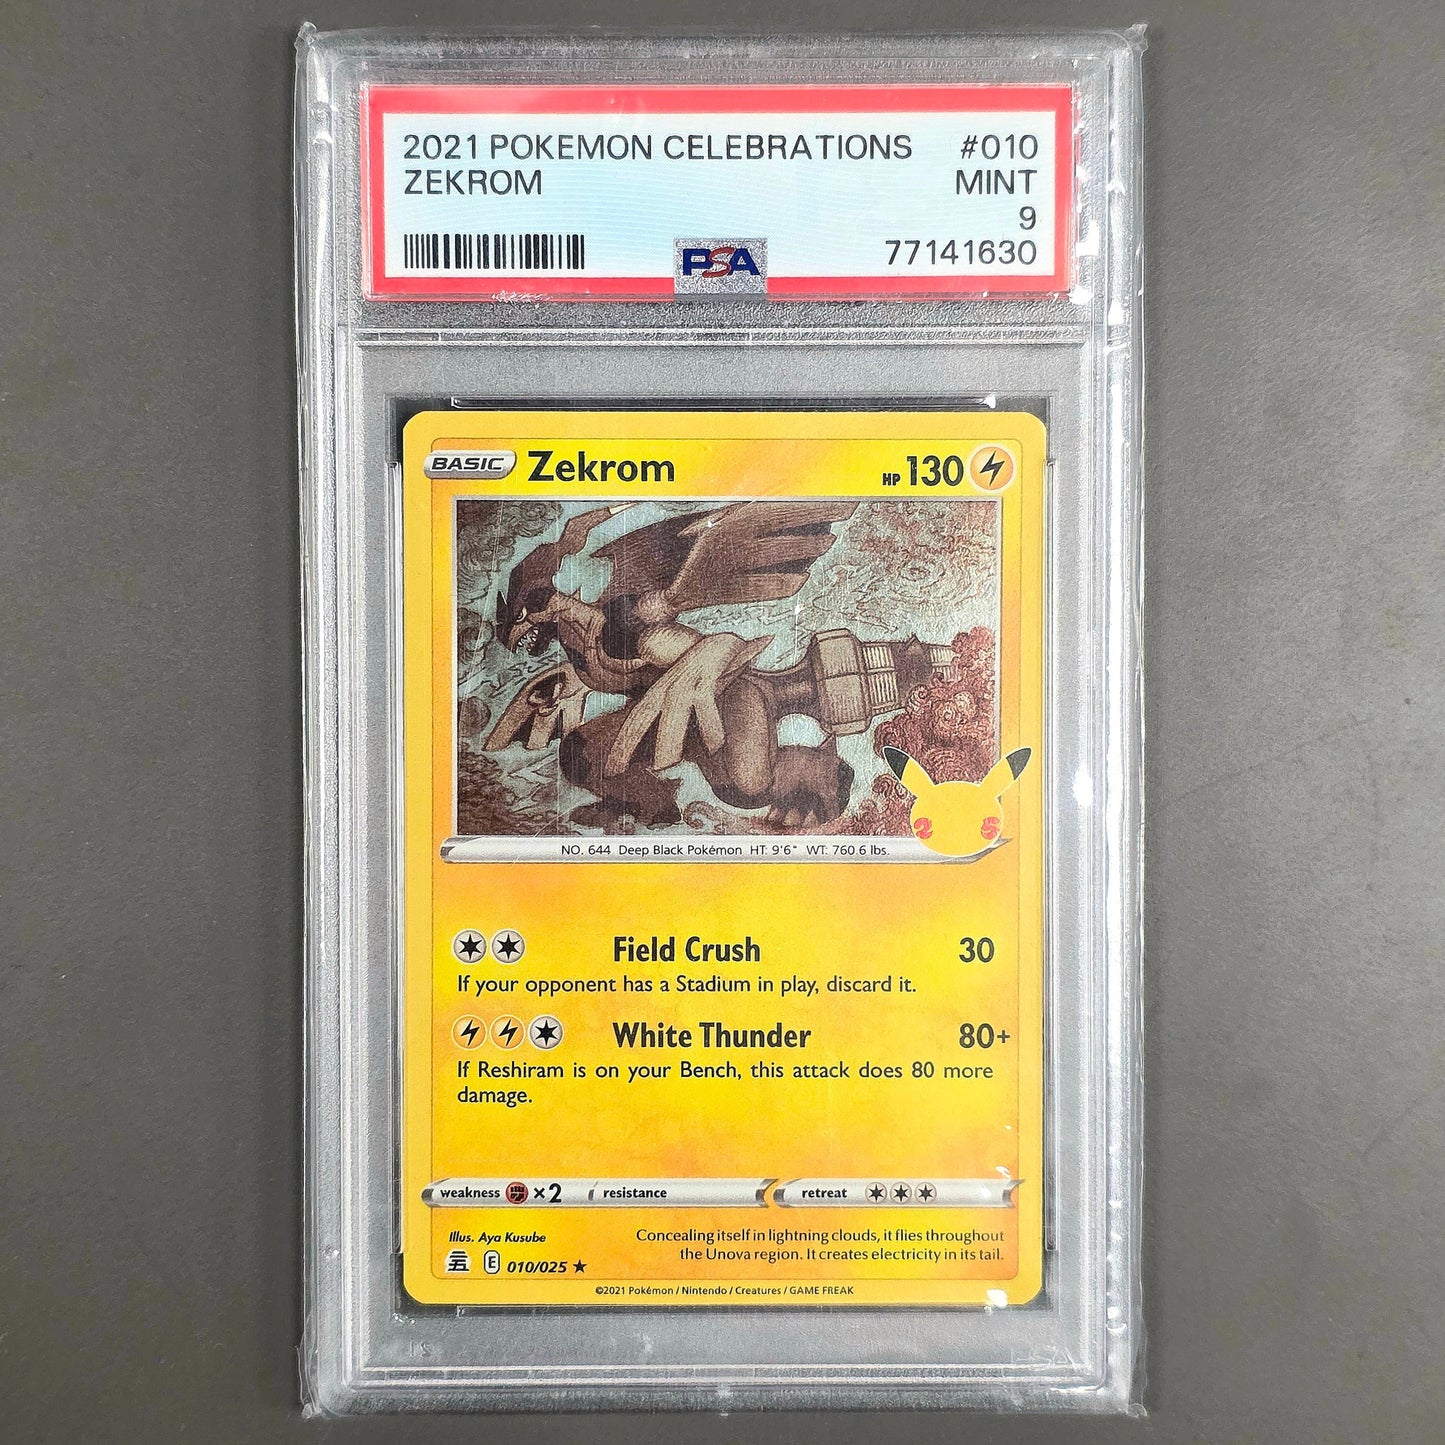 2021 POKEMON CELEBRATIONS #010
ZEKROM MINT
9
PSA 77141630
BASIC Zekrom HP 130
25
NO. 644 Deep Black Pokémon HT: 9'6" WT: 760.6 lbs.
Field Crush 30
If your opponent has a Stadium in play, discard it.
White Thunder 80+
If Reshiram is on your Bench, this attack does 80 more
damage.
weakness ×2 resistance retreat
Illus. Aya Kusube
Concealing itself in lightning clouds, it flies throughout
the Unova region. It creates electricity in its tail.
E 010/025 ★
©2021 Pokémon / Nintendo / Creatures / GAME FREAK